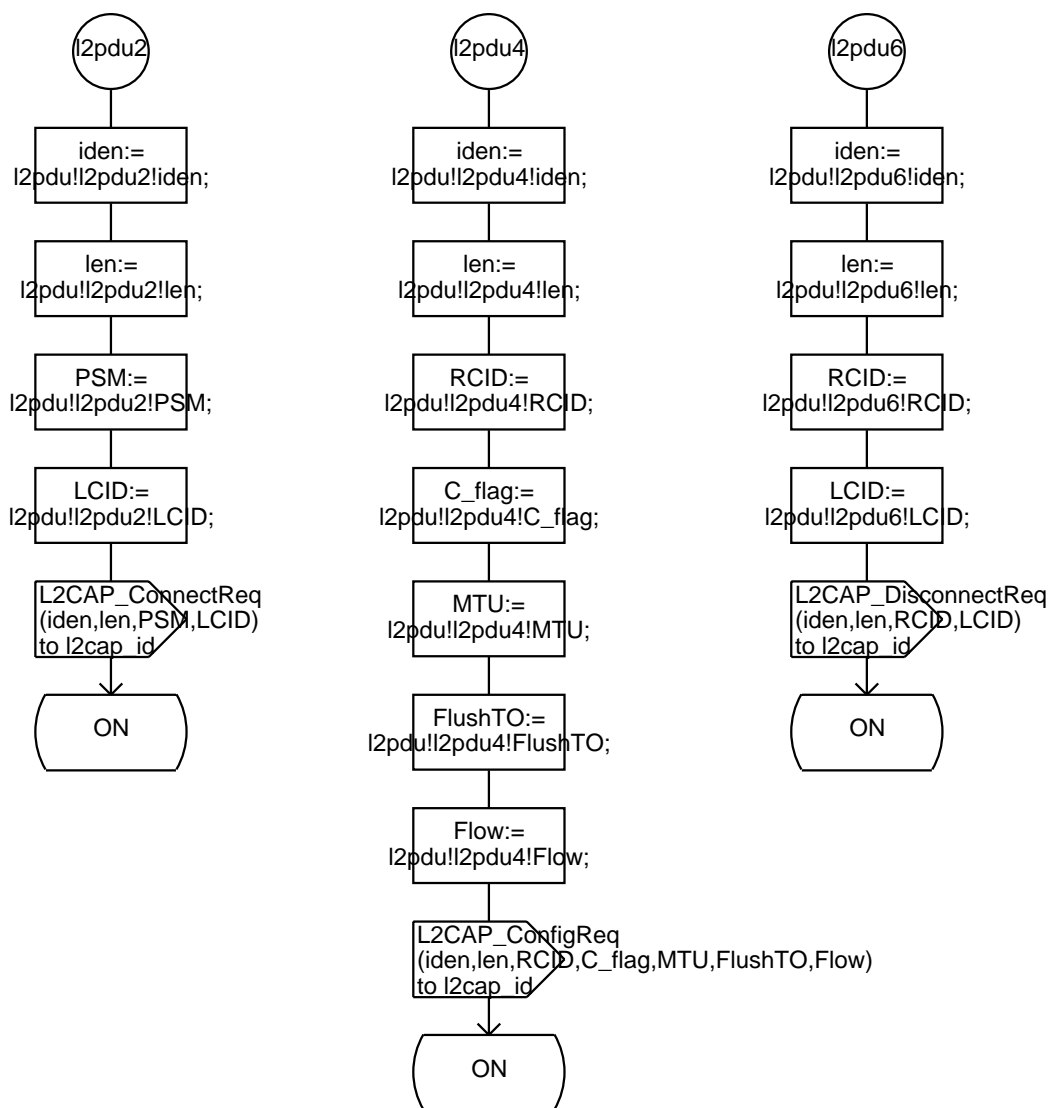 l2pdu2
iden:=
l2pdu!l2pdu2!iden;
len:=
l2pdu!l2pdu2!len;
PSM:=
l2pdu!l2pdu2!PSM;
LCID:=
l2pdu!l2pdu2!LCID;
L2CAP_ConnectReq
(iden,len,PSM,LCID)
to l2cap_id
ON
l2pdu4
iden:=
l2pdu!l2pdu4!iden;
len:=
l2pdu!l2pdu4!len;
RCID:=
l2pdu!l2pdu4!RCID;
C_flag:=
l2pdu!l2pdu4!C_flag;
MTU:=
l2pdu!l2pdu4!MTU;
FlushTO:=
l2pdu!l2pdu4!FlushTO;
Flow:=
l2pdu!l2pdu4!Flow;
L2CAP_ConfigReq
(iden,len,RCID,C_flag,MTU,FlushTO,Flow)
to l2cap_id
ON
l2pdu6
iden:=
l2pdu!l2pdu6!iden;
len:=
l2pdu!l2pdu6!len;
RCID:=
l2pdu!l2pdu6!RCID;
LCID:=
l2pdu!l2pdu6!LCID;
L2CAP_DisconnectReq
(iden,len,RCID,LCID)
to l2cap_id
ON